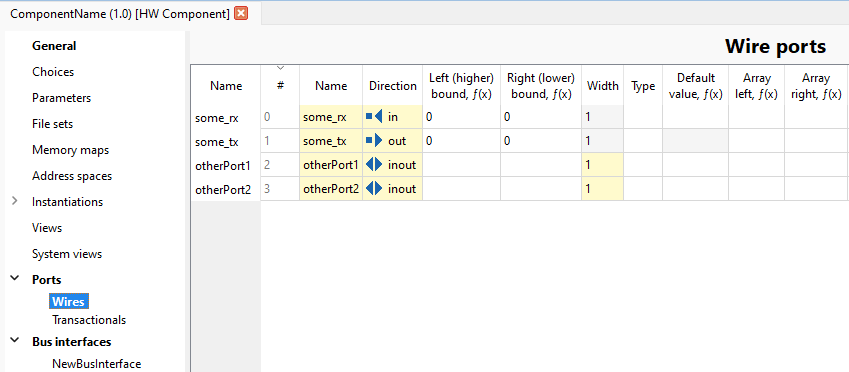 ComponentName (1.0) [HW Component]
General
Choices
Parameters
File sets
Memory maps
Address spaces
Instantiations
Views
System views
Ports
Wires
Transactionals
Bus interfaces
NewBusInterface
Wire ports
Name # Name Direction Left (higher) bound, f(x) Right (lower) bound, f(x) Width Type Default value, f(x) Array left, f(x) Array right, f(x)
some_rx 0 some_rx in 0 0 1
some_tx 1 some_tx out 0 0 1
otherPort1 2 otherPort1 inout 1
otherPort2 3 otherPort2 inout 1